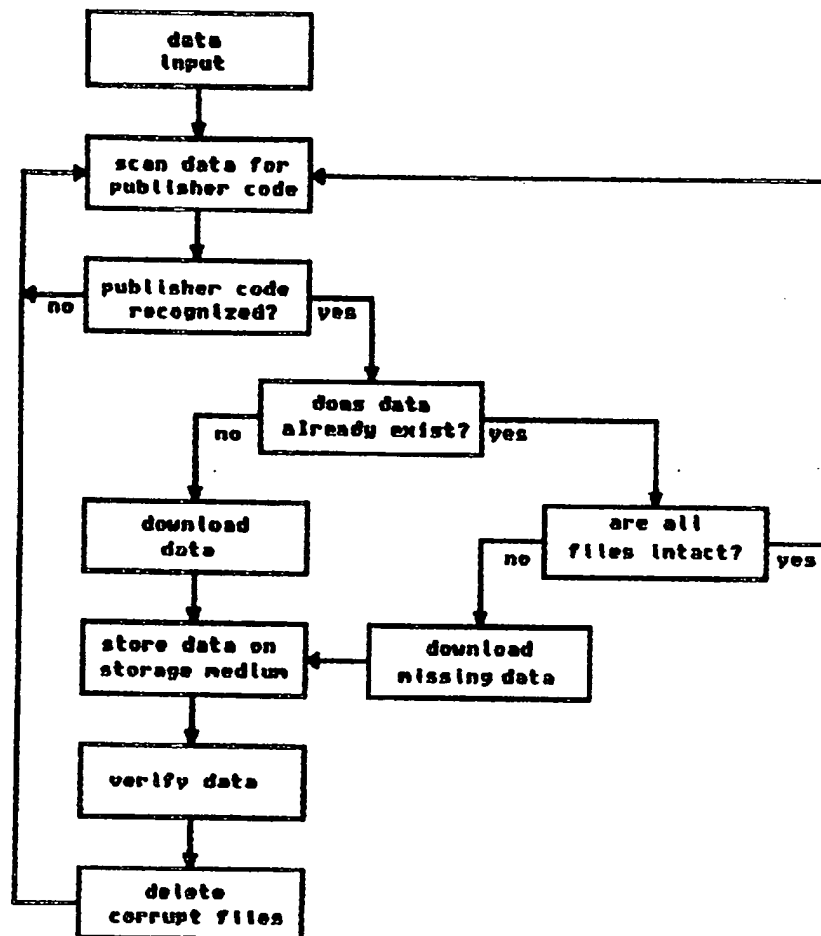 data
input
scan data for
publisher code
publisher code
recognized?
no
yes
does data
already exist?
no
yes
download
data
are all
files intact?
no
yes
store data on
storage medium
download
missing data
verify data
delete
corrupt files